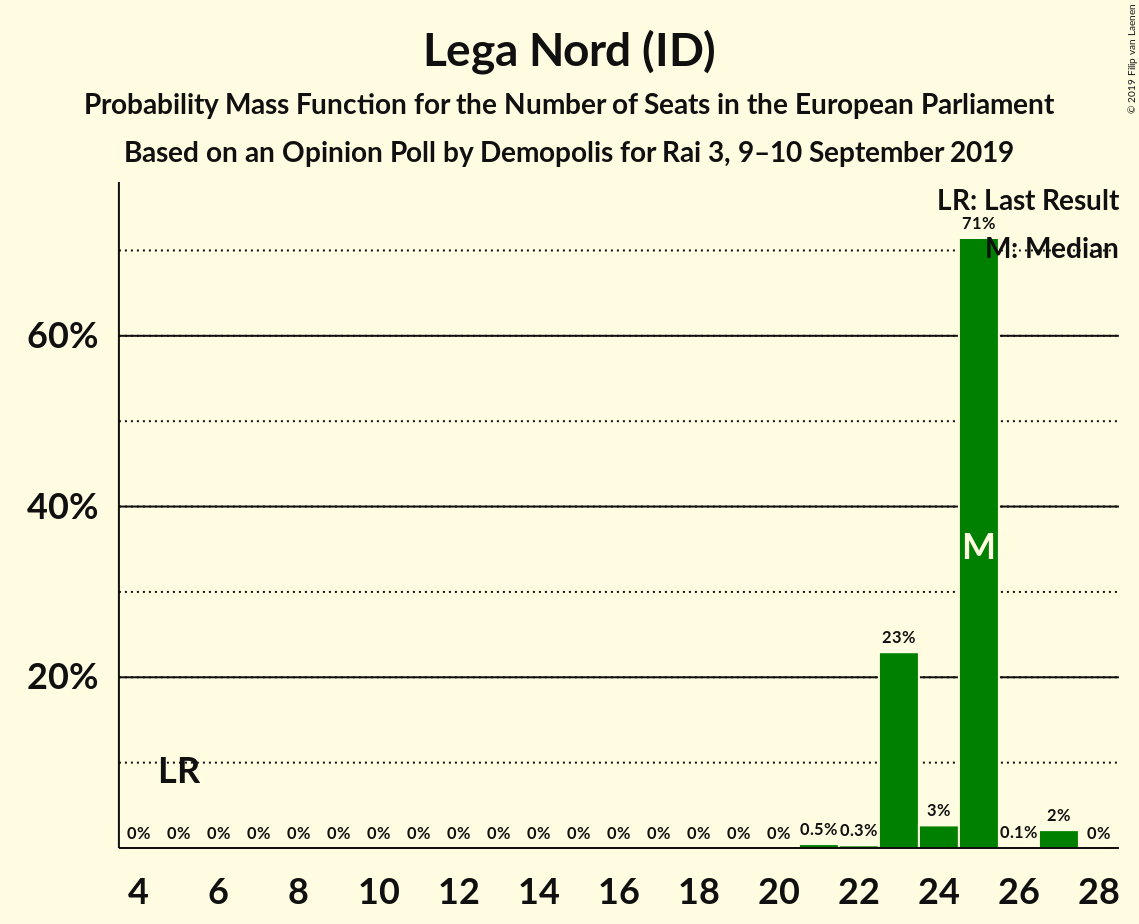 Lega Nord (ID)
Probability Mass Function for the Number of Seats in the European Parliament
Based on an Opinion Poll by Demopolis for Rai 3, 9–10 September 2019
© 2019 Filip van Laenen
LR: Last Result
71%
M: Median
60%
40%
M
23%
20%
LR
0% 0% 0% 0% 0% 0% 0% 0% 0% 0% 0% 0% 0% 0% 0% 0% 0% 0.5% 0.3% 3% 0.1% 2% 0%
4 6 8 10 12 14 16 18 20 22 24 26 28